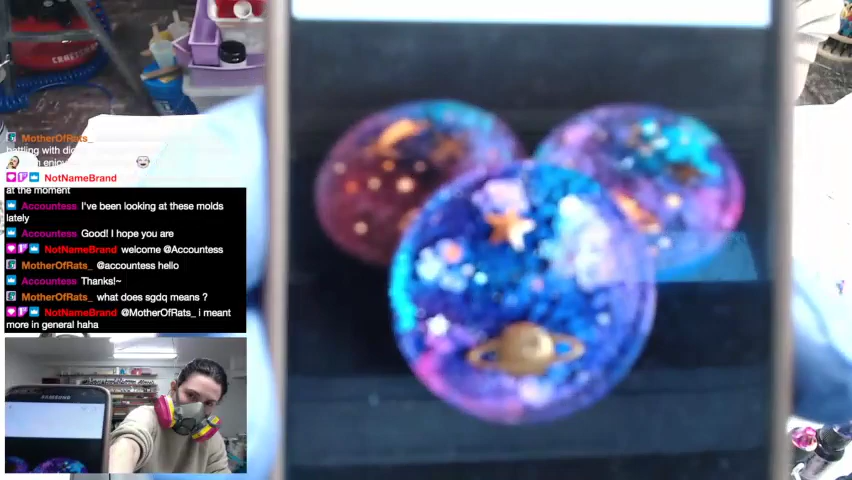 CRAFTSM
MotherOfRats_
battling with
enjoy
NotNameBrand
at the moment
Accountess I've been looking at these molds
lately
Accountess Good! I hope you are
NotNameBrand welcome @Accountess
MotherOfRats_ @accountess hello
Accountess Thanks!~
MotherOfRats_ what does sgdq means ?
NotNameBrand @MotherOfRats_ i meant
more in general haha
SAMSUNG